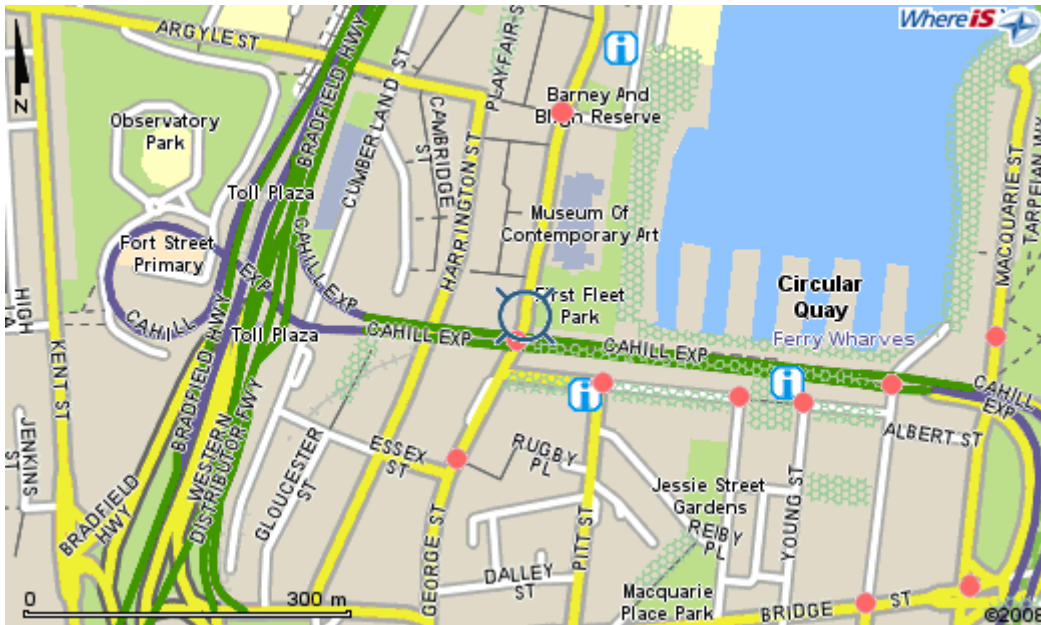 WhereiS
ARGYLE ST
BRADFIELD HWY
CUMBERLAND ST
PLAYFAIR S
CAMBRIDGE
ST
HARRINGTON ST
Barney And
Bligh Reserve
Observatory
Park
Toll Plaza
Fort Street
Primary
Museum Of
Contemporary Art
MACQUARIE ST
TARPEIAN WY
N
HIGH
LA
KENT ST
CAHILL
EXP
CAHILL EXP
Toll Plaza
CAHILL EXP
First Fleet
Park
CAHILL EXP
Circular
Quay
Ferry Wharves
CAHILL
EXP
ALBERT ST
BRADFIELD HWY
JENKINS
ST
WESTERN
DISTRIBUTOR FWY
BRADFIELD
HWY
GLOUCESTER
ST
ESSEX
ST
RUGBY
PL
Jessie Street
Gardens
REIBY
PL
YOUNG ST
PITT ST
GEORGE ST
DALLEY
ST
Macquarie
Place Park
BRIDGE ST
0 300 m
©2008